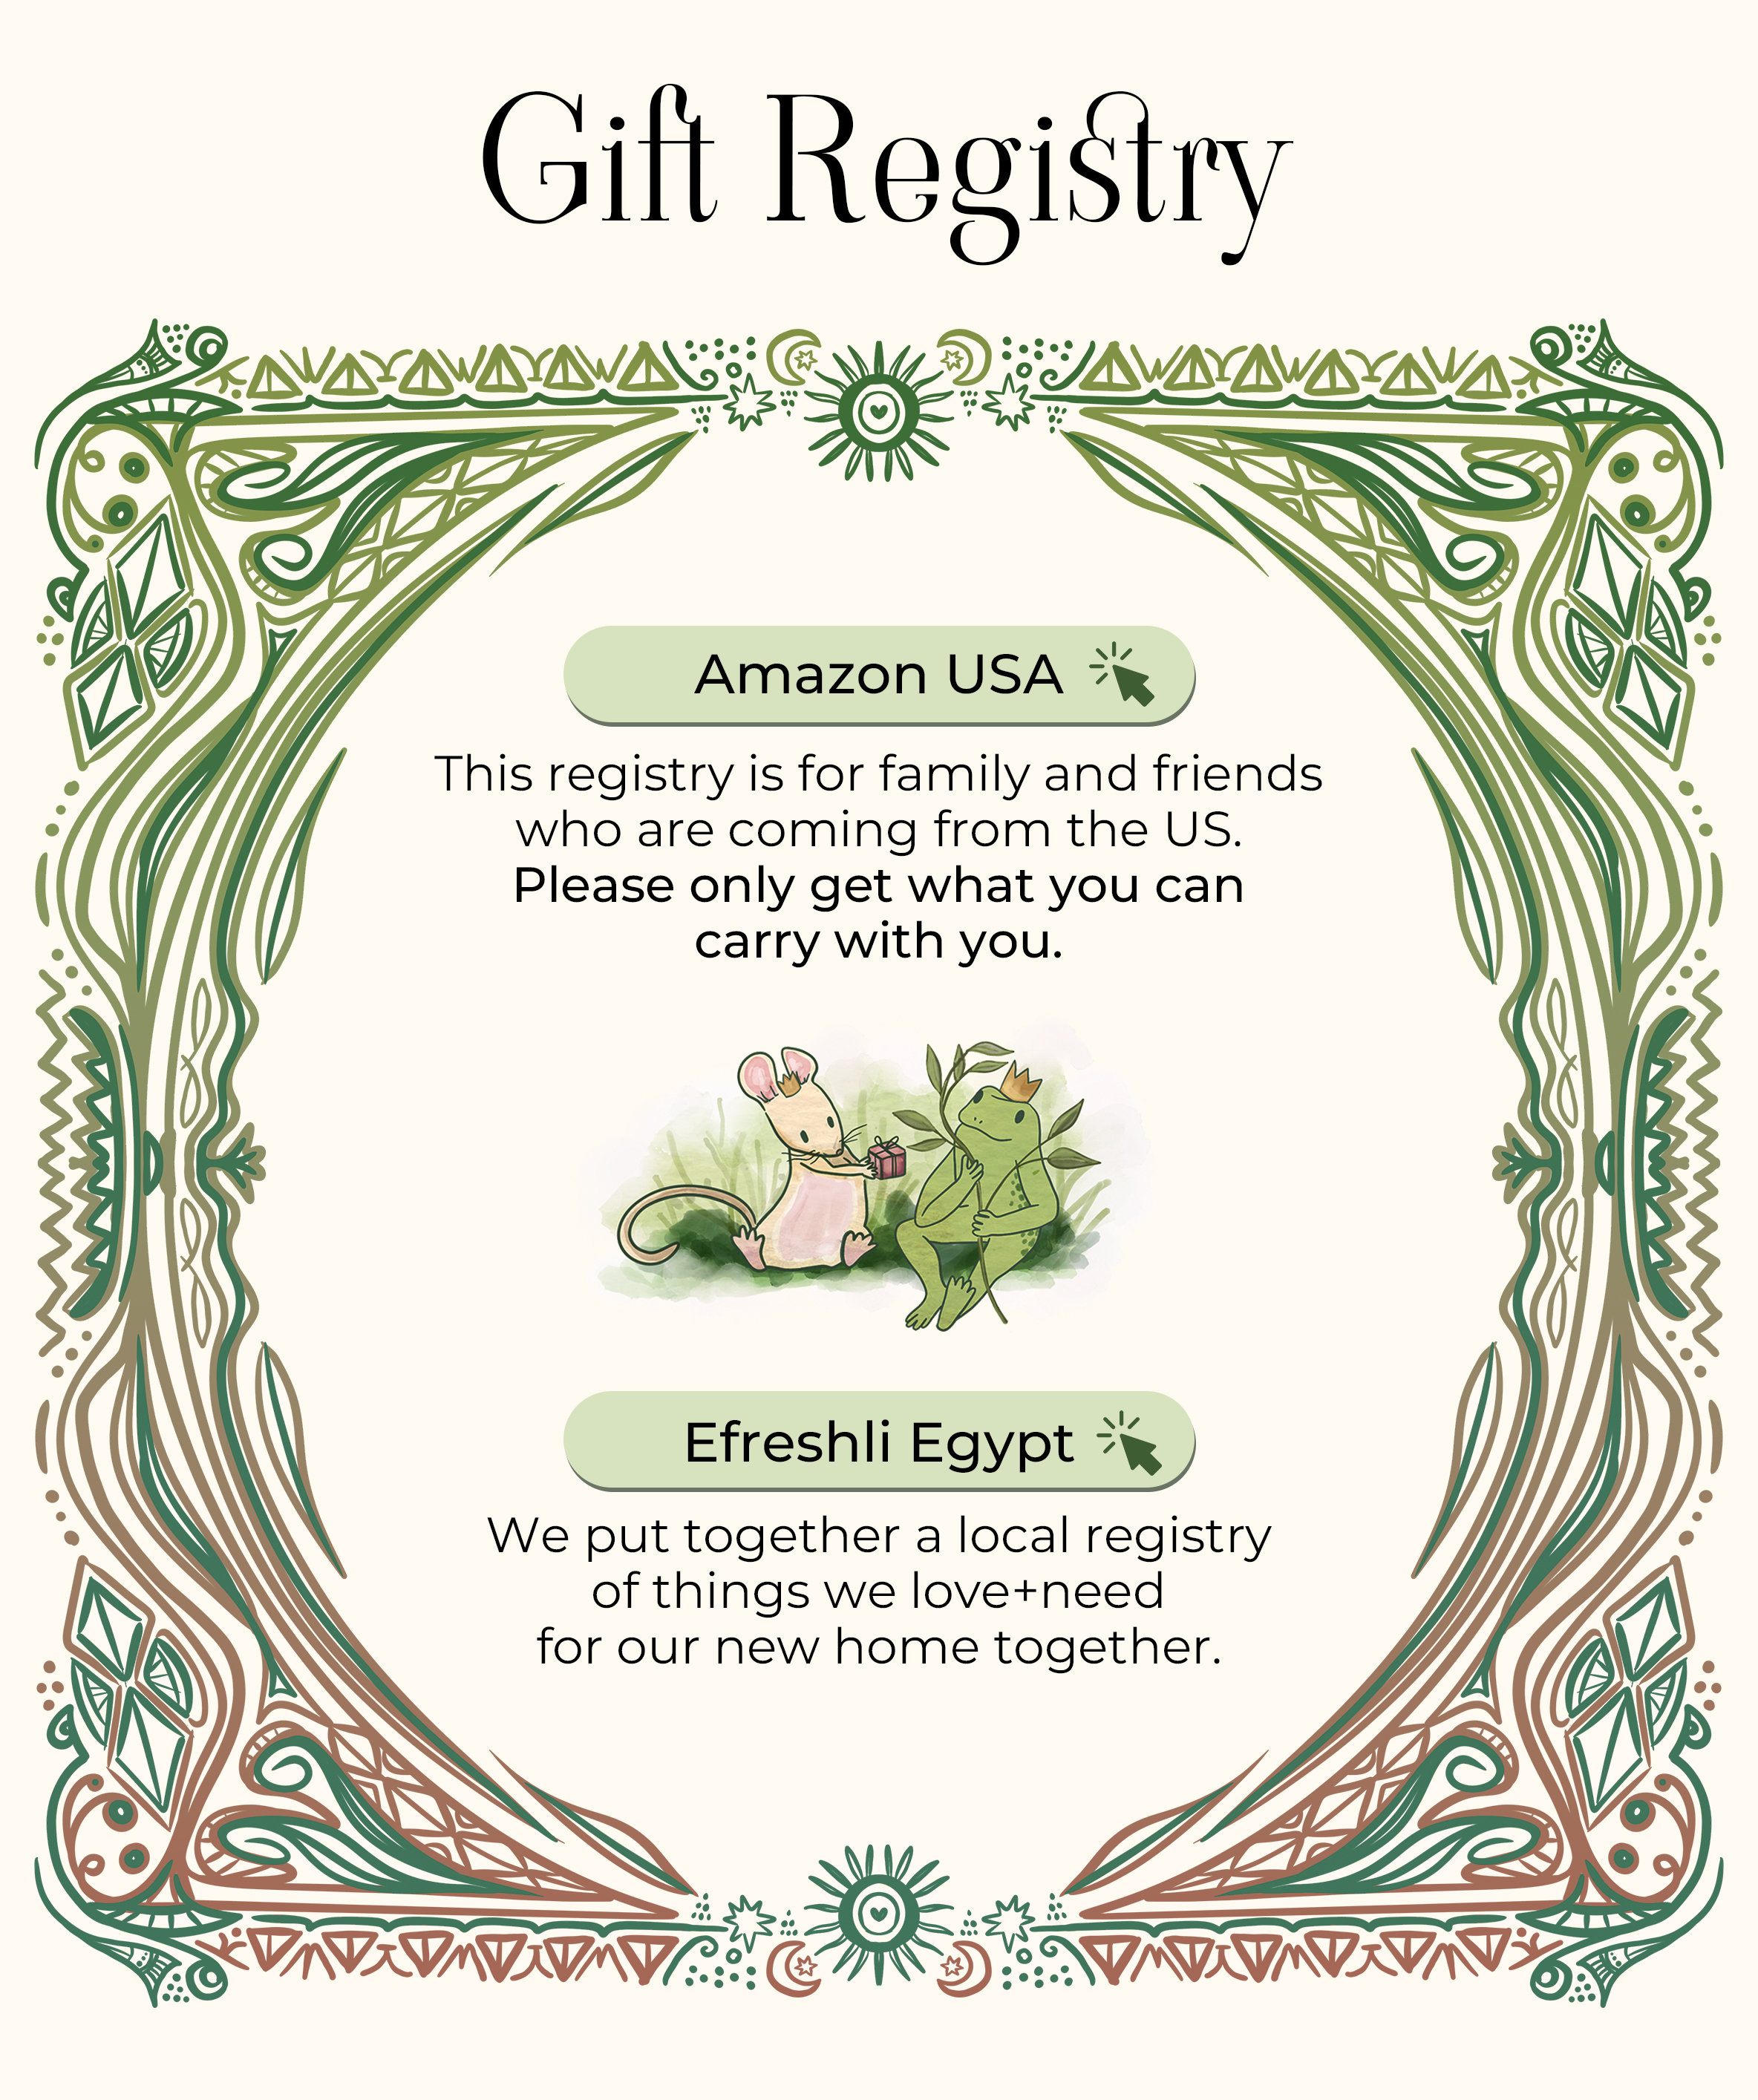 Gift Registry
Amazon USA
This registry is for family and friends
who are coming from the US.
Please only get what you can
carry with you.
Efreshli Egypt
We put together a local registry
of things we love+need
for our new home together.